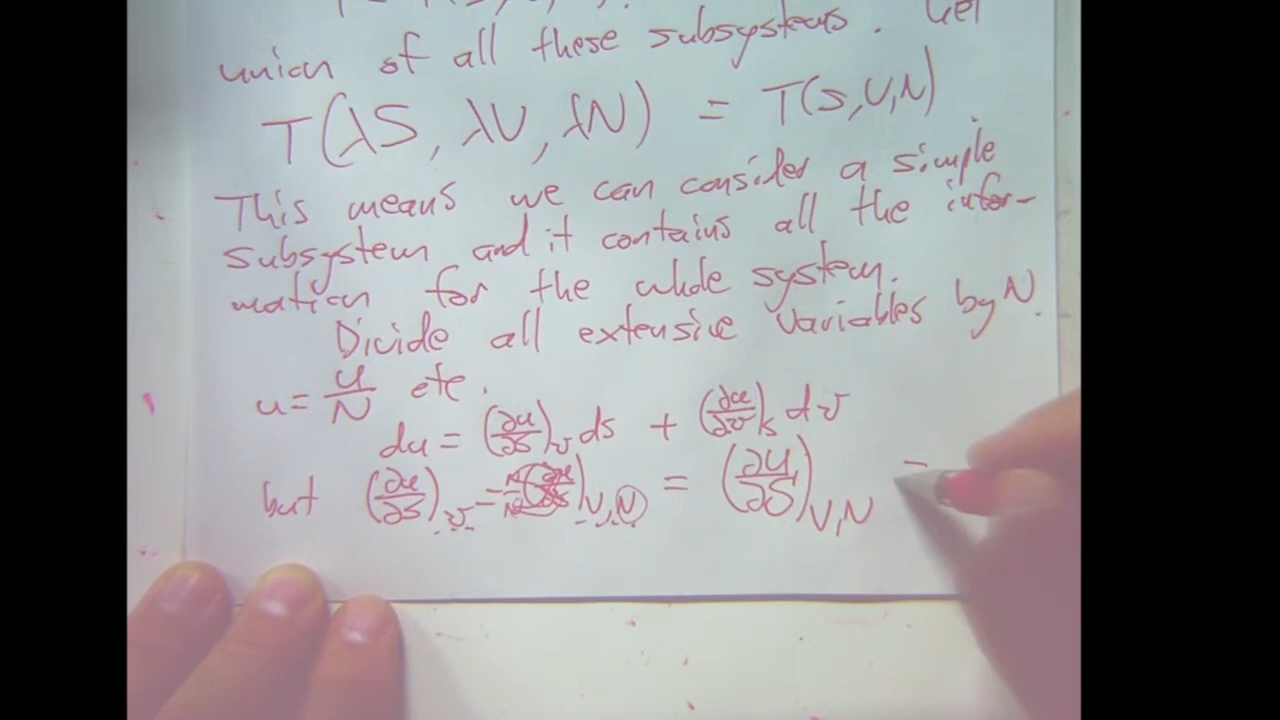 union of all these subsystems. Get
T(λS, λV, λN) = T(S,V,N)
This means we can consider a simple
subsystem and it contains all the infor-
mation for the whole system.
Divide all extensive variables by N.
u = U/N etc.
du = (∂u/∂s)_v ds + (∂u/∂v)_s dv
but (∂u/∂s)_v = V,N = (∂U/∂S)_V,N =